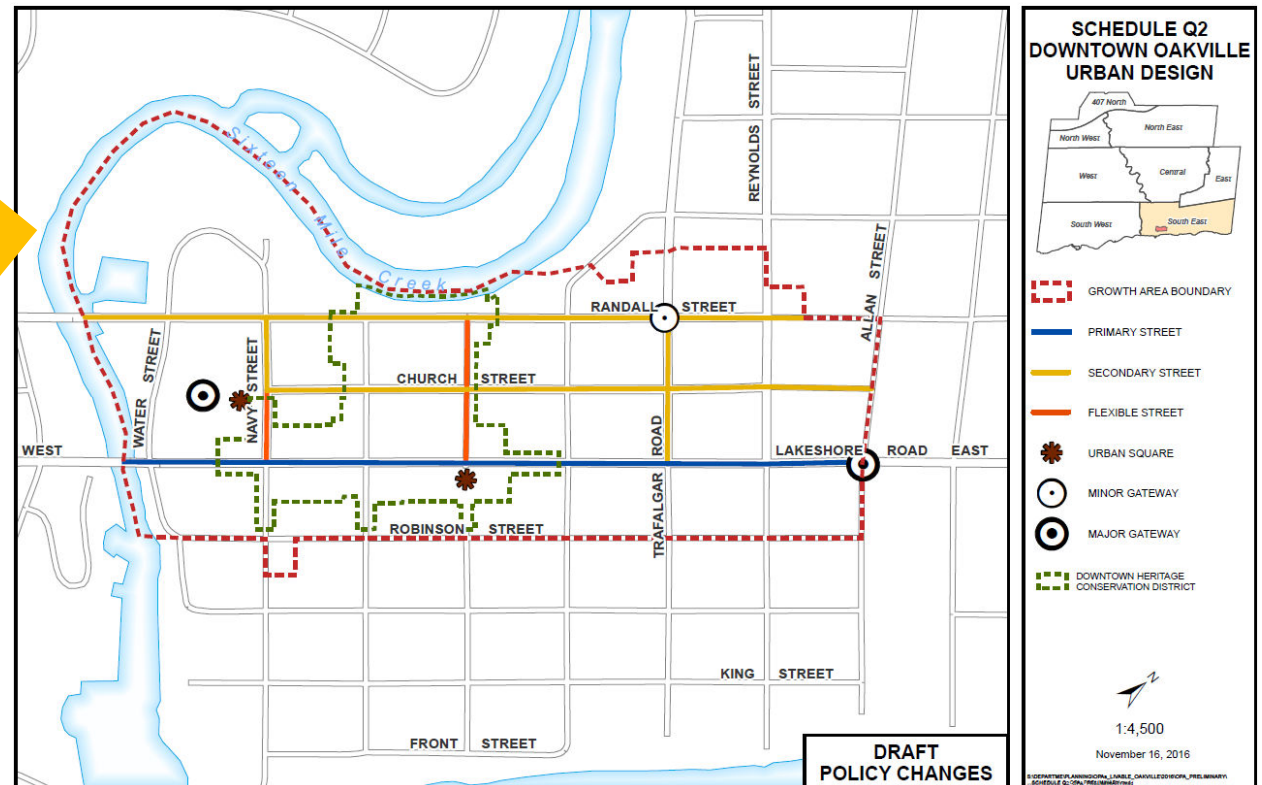 SCHEDULE Q2
DOWNTOWN OAKVILLE
URBAN DESIGN
407 North
North West
North East
West
Central
East
South West
South East
GROWTH AREA BOUNDARY
PRIMARY STREET
SECONDARY STREET
FLEXIBLE STREET
URBAN SQUARE
MINOR GATEWAY
MAJOR GATEWAY
DOWNTOWN HERITAGE
CONSERVATION DISTRICT
N
1:4,500
November 16, 2016
Sixteen Mile Creek
REYNOLDS STREET
ALLAN STREET
RANDALL STREET
WATER STREET
NAVY STREET
CHURCH STREET
TRAFALGAR ROAD
WEST
LAKESHORE ROAD EAST
ROBINSON STREET
KING STREET
FRONT STREET
DRAFT
POLICY CHANGES